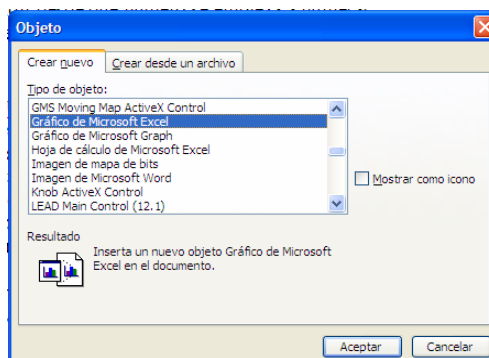 Objeto
Crear nuevo
Crear desde un archivo
Tipo de objeto:
GMS Moving Map ActiveX Control
Gráfico de Microsoft Excel
Gráfico de Microsoft Graph
Hoja de cálculo de Microsoft Excel
Imagen de mapa de bits
Imagen de Microsoft Word
Knob ActiveX Control
LEAD Main Control (12.1)
Mostrar como icono
Resultado
Inserta un nuevo objeto Gráfico de Microsoft
Excel en el documento.
Aceptar
Cancelar